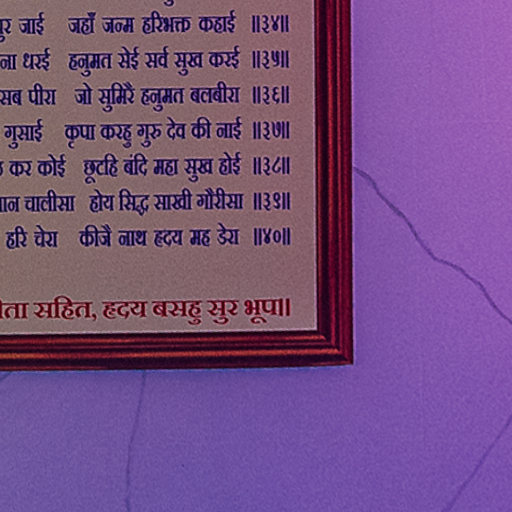 पुर जाई जहाँ जन्म हरिभक्त कहाई ॥३४॥
ना धरई हनुमत सेई सर्व सुख करई ॥३५॥
सब पीरा जो सुमिरै हनुमत बलबीरा ॥३६॥
गुसाई कृपा करहु गुरु देव की नाई ॥३७॥
कर कोई छूटहि बंदि महा सुख होई ॥३८॥
चालीसा होय सिद्ध साखी गौरीसा ॥३९॥
हरि चेरा कीजै नाथ हृदय मह डेरा ॥४०॥
सहित, हृदय बसहु सुर भूप॥